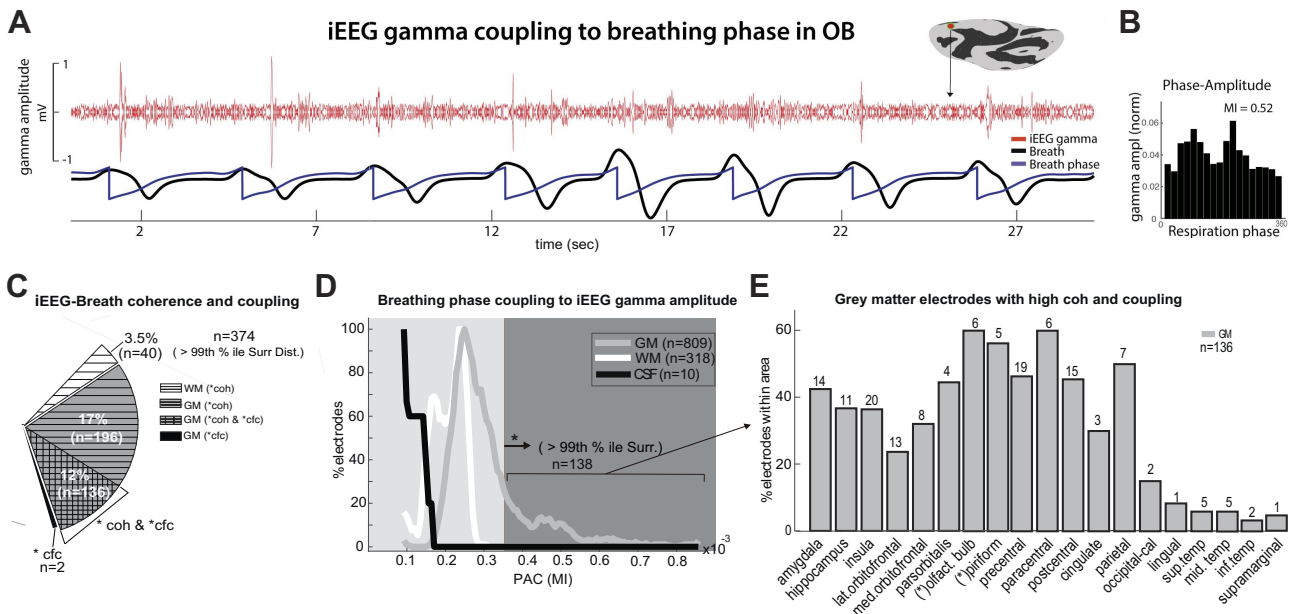 A
iEEG gamma coupling to breathing phase in OB
gamma amplitude
mV
1
-1
iEEG gamma
Breath
Breath phase
2
7
12
17
22
27
time (sec)
B
Phase-Amplitude
MI = 0.52
gamma ampl (norm)
0.06
0.04
0.02
0
0
360
Respiration phase
C
iEEG-Breath coherence and coupling
3.5%
(n=40)
n=374
( > 99th % ile Surr Dist.)
WM (*coh)
GM (*coh)
GM (*coh & *cfc)
GM (*cfc)
17%
(n=196)
12%
(n=136)
* coh & *cfc
* cfc
n=2
D
Breathing phase coupling to iEEG gamma amplitude
%electrodes
100
80
60
40
20
0
GM (n=809)
WM (n=318)
CSF (n=10)
*
( > 99th % ile Surr.)
n=138
0.1
0.2
0.3
0.4
0.5
0.6
0.7
0.8
x10-3
PAC (MI)
E
Grey matter electrodes with high coh and coupling
GM
n=136
%electrodes within area
60
40
20
0
14
11
20
13
8
4
6
5
19
6
15
3
7
2
1
5
5
2
1
amygdala
hippocampus
insula
lat.orbitofrontal
med.orbitofrontal
parsorbitalis
(*)olfact. bulb
(*)piriform
precentral
paracentral
postcentral
cingulate
parietal
occipital-cal
lingual
sup.temp
mid. temp
inf.temp
supramarginal